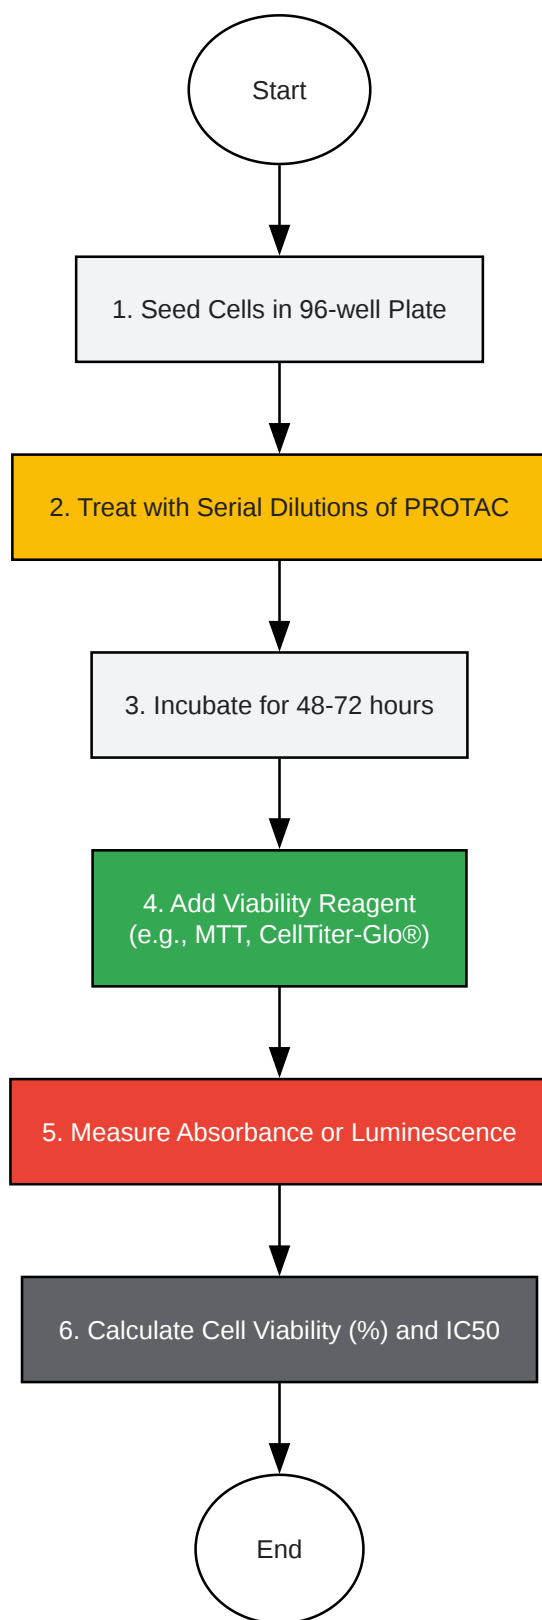 Start
1. Seed Cells in 96-well Plate
2. Treat with Serial Dilutions of PROTAC
3. Incubate for 48-72 hours
4. Add Viability Reagent
(e.g., MTT, CellTiter-Glo®)
5. Measure Absorbance or Luminescence
6. Calculate Cell Viability (%) and IC50
End